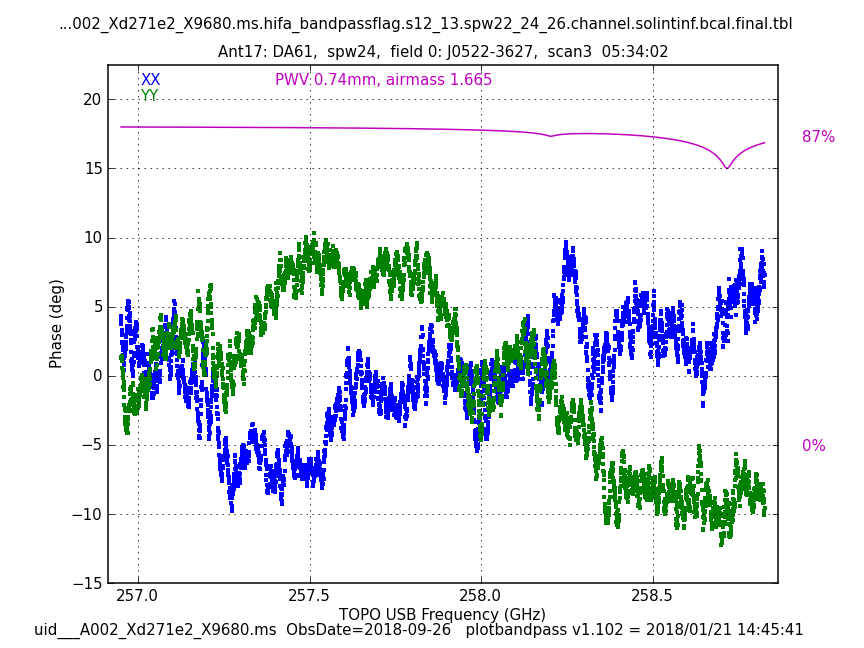 ...002_Xd271e2_X9680.ms.hifa_bandpassflag.s12_13.spw22_24_26.channel.solintinf.bcal.final.tbl
Ant17: DA61,  spw24,  field 0: J0522-3627,  scan3  05:34:02
XX
PWV 0.74mm, airmass 1.665
YY
20
87%
15
10
5
Phase (deg)
0
−5
0%
−10
−15
257.0 257.5 258.0 258.5
TOPO USB Frequency (GHz)
uid___A002_Xd271e2_X9680.ms  ObsDate=2018-09-26   plotbandpass v1.102 = 2018/01/21 14:45:41